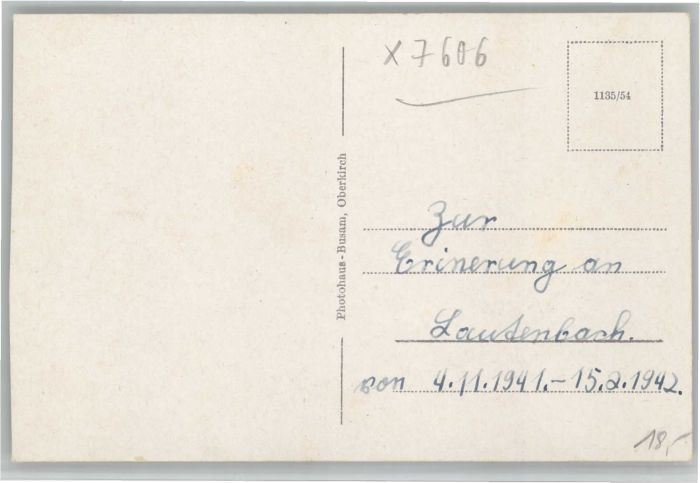 x 7606
1135/54
Photohaus-Busam, Oberkirch
Zur
Erinerung an
Lautenbach.
von 4.11.1941.-15.2.1942.
18,-